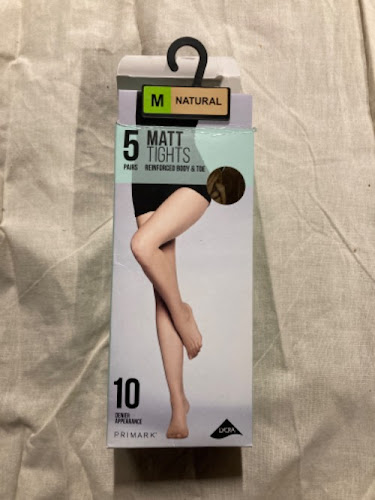 M NATURAL
5 PAIRS
MATT
TIGHTS
REINFORCED BODY & TOE
10
DENIER
APPEARANCE
PRIMARK®
LYCRA